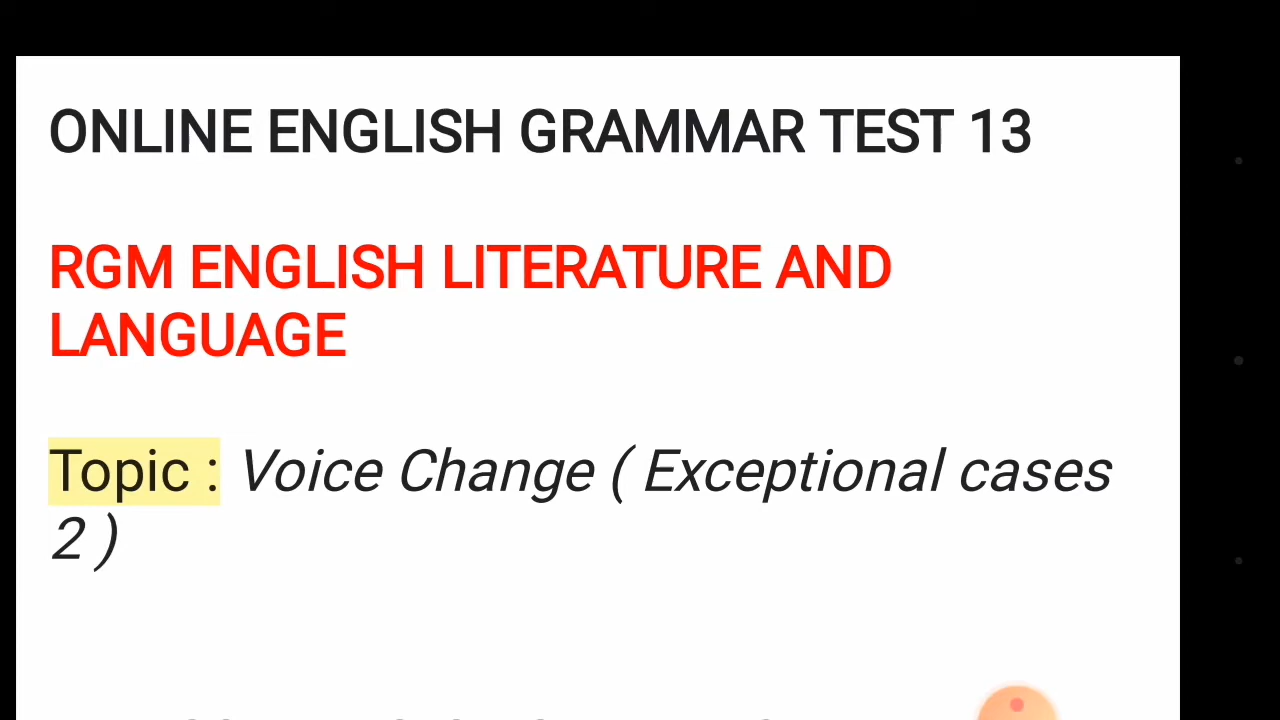 ONLINE ENGLISH GRAMMAR TEST 13
RGM ENGLISH LITERATURE AND
LANGUAGE
Topic : Voice Change ( Exceptional cases
2 )